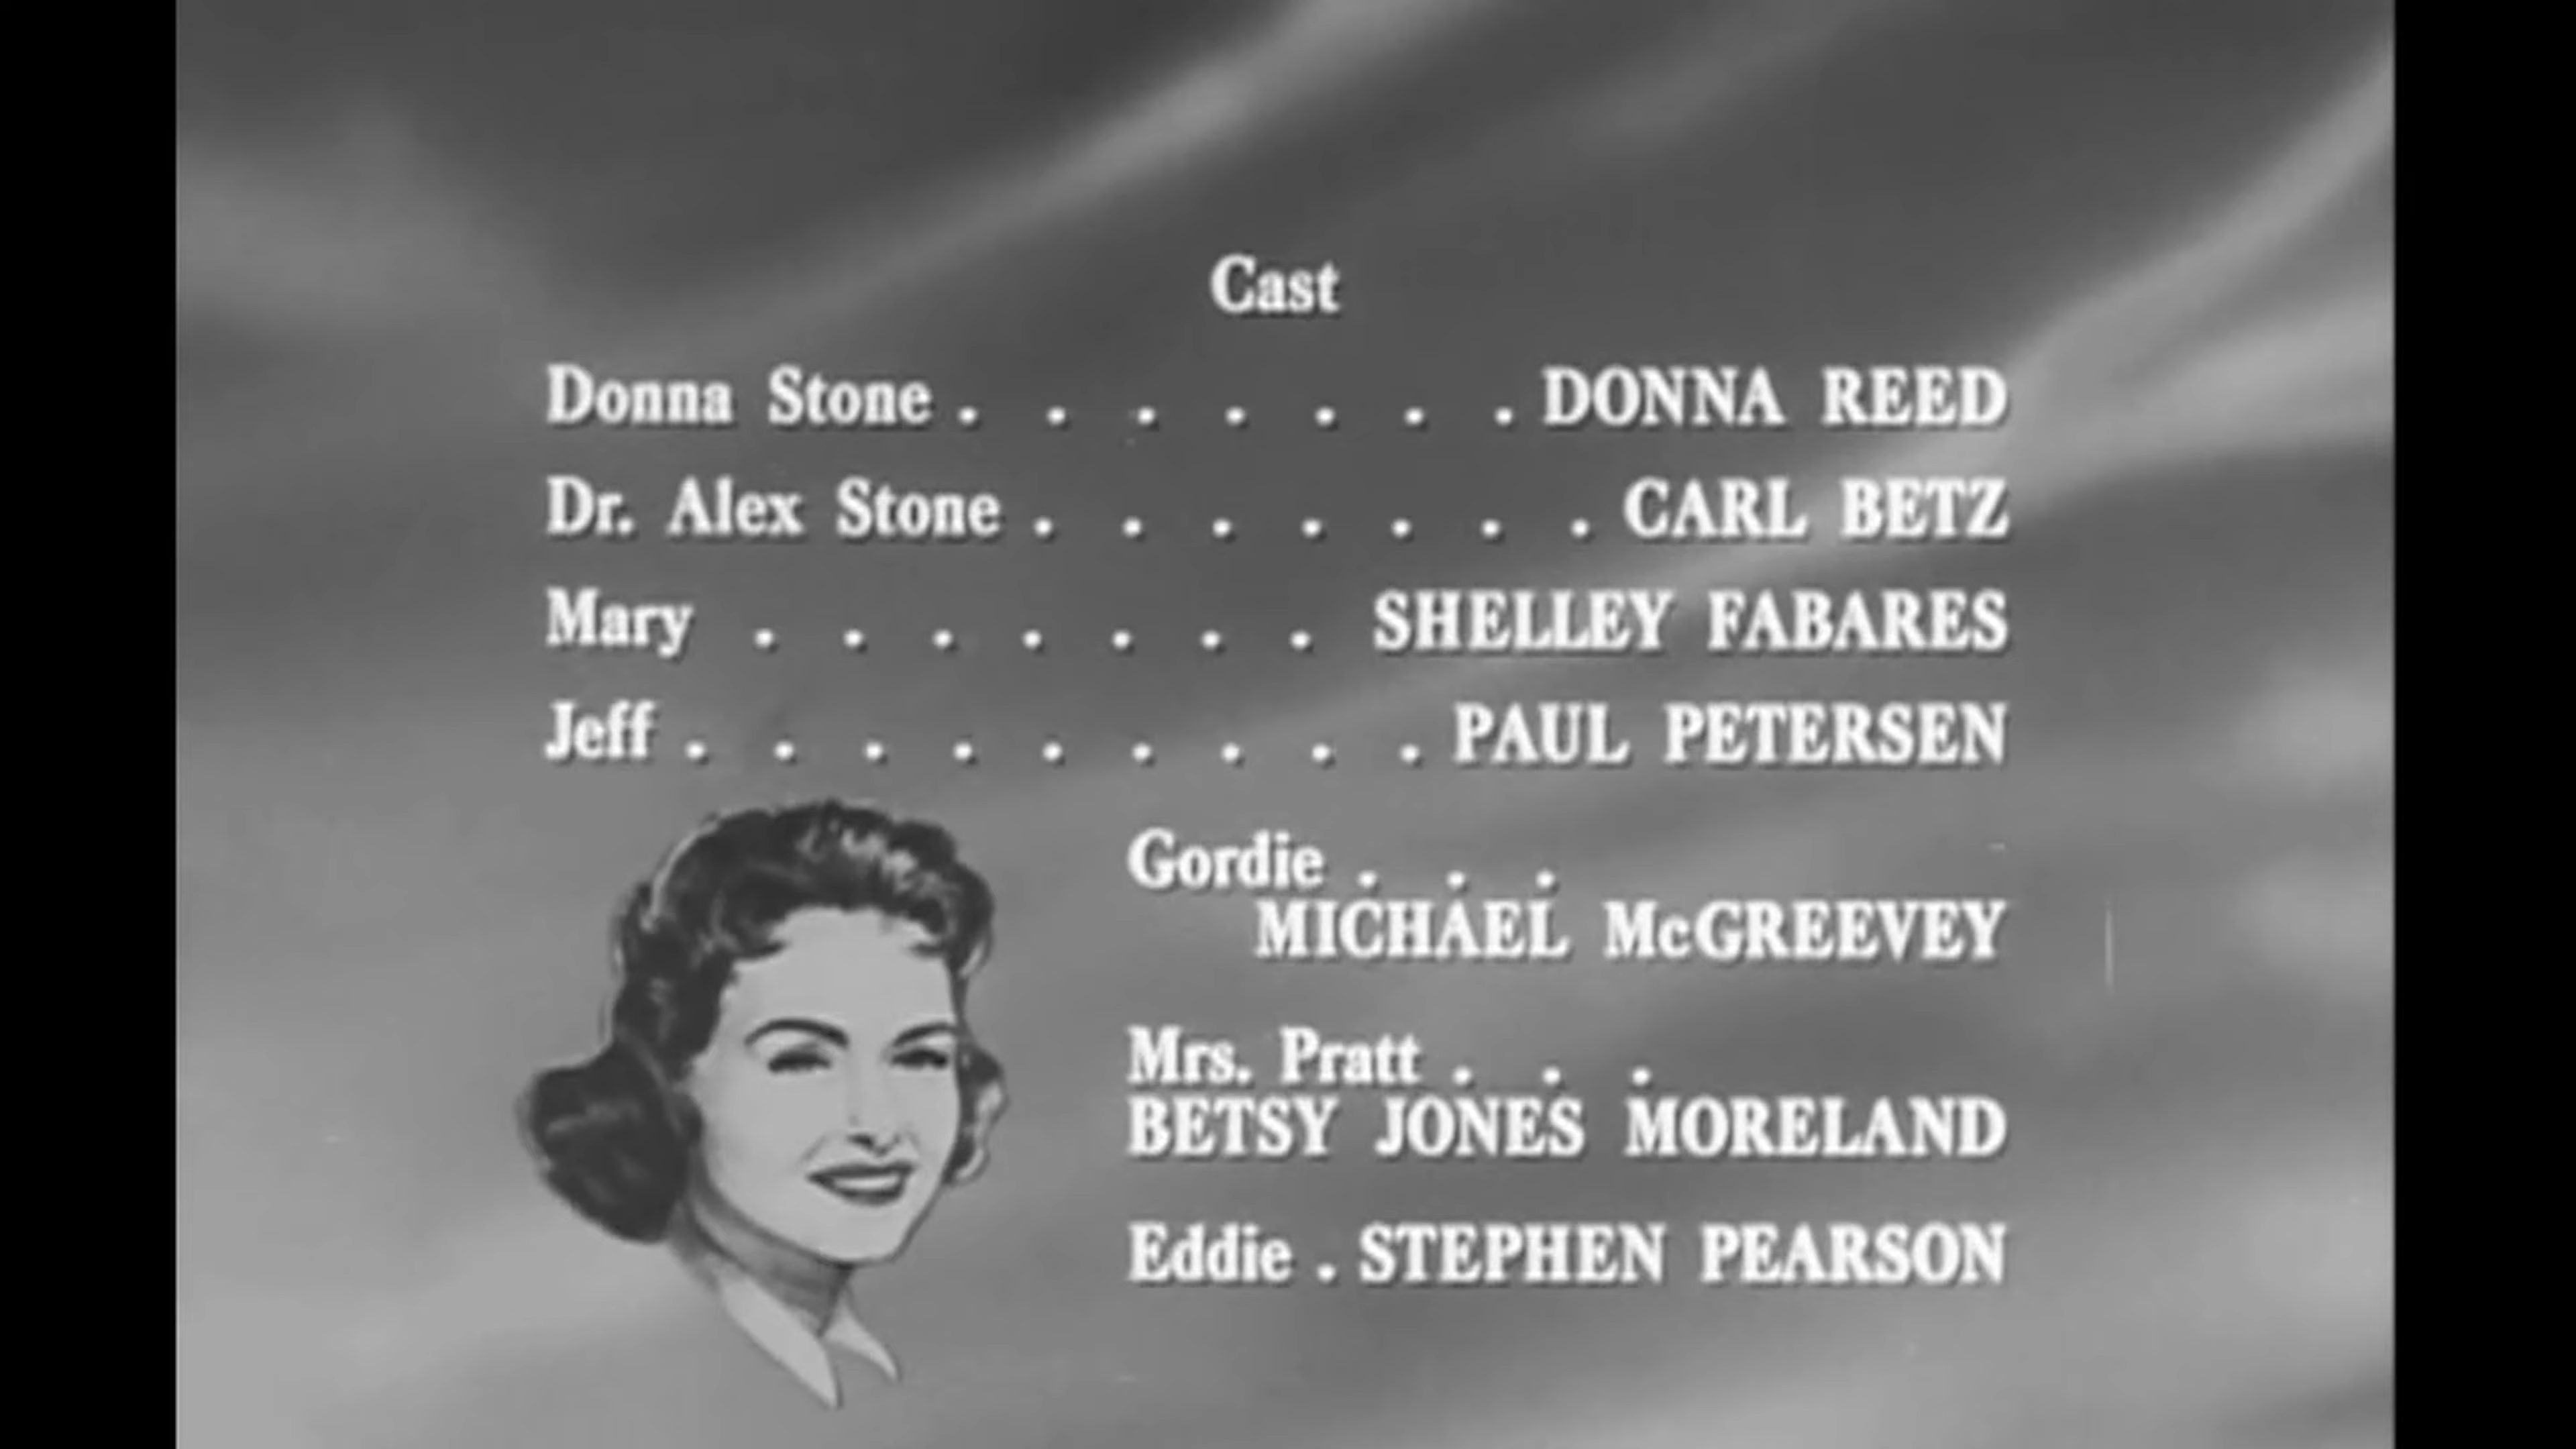 Cast
Donna Stone . . . . . . . DONNA REED
Dr. Alex Stone . . . . . . . CARL BETZ
Mary . . . . . . . SHELLEY FABARES
Jeff . . . . . . . . . PAUL PETERSEN
Gordie . . .
MICHAEL McGREEVEY
Mrs. Pratt . . .
BETSY JONES MORELAND
Eddie . STEPHEN PEARSON